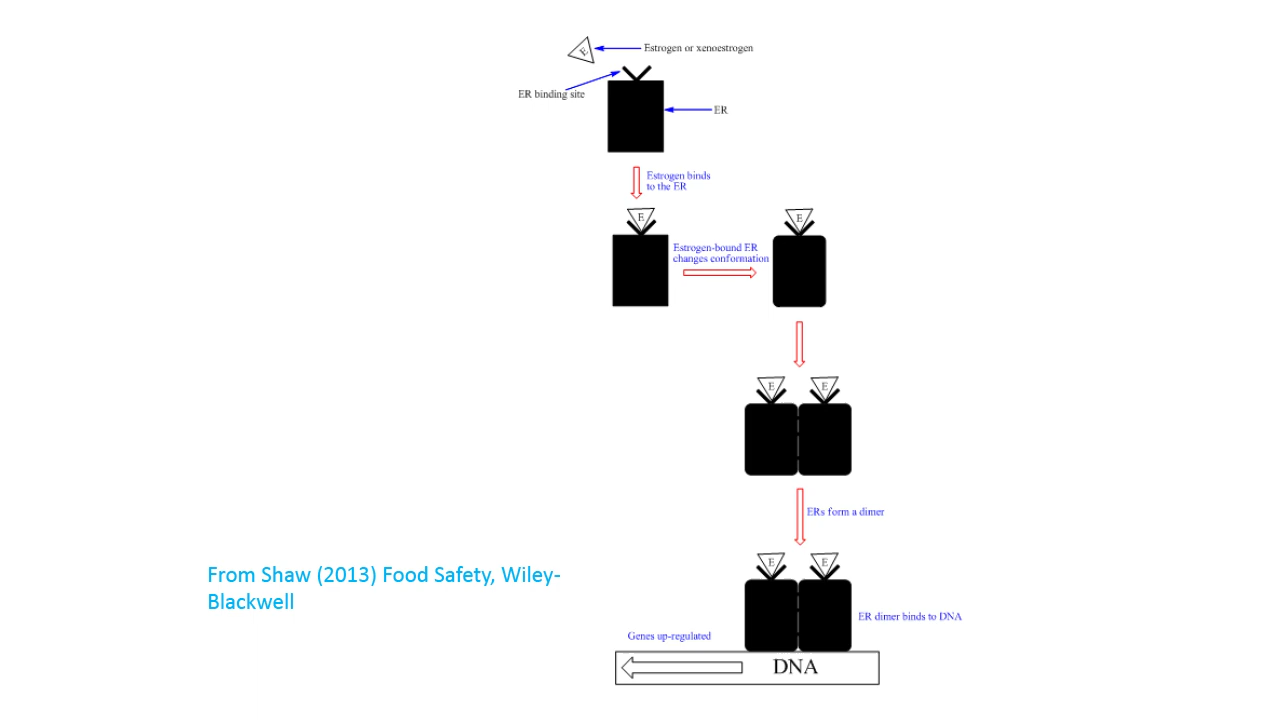 E
Estrogen or xenoestrogen
ER binding site
ER
Estrogen binds
to the ER
E
E
Estrogen-bound ER
changes conformation
E
E
ERs form a dimer
E
E
From Shaw (2013) Food Safety, Wiley-
Blackwell
ER dimer binds to DNA
Genes up-regulated
DNA